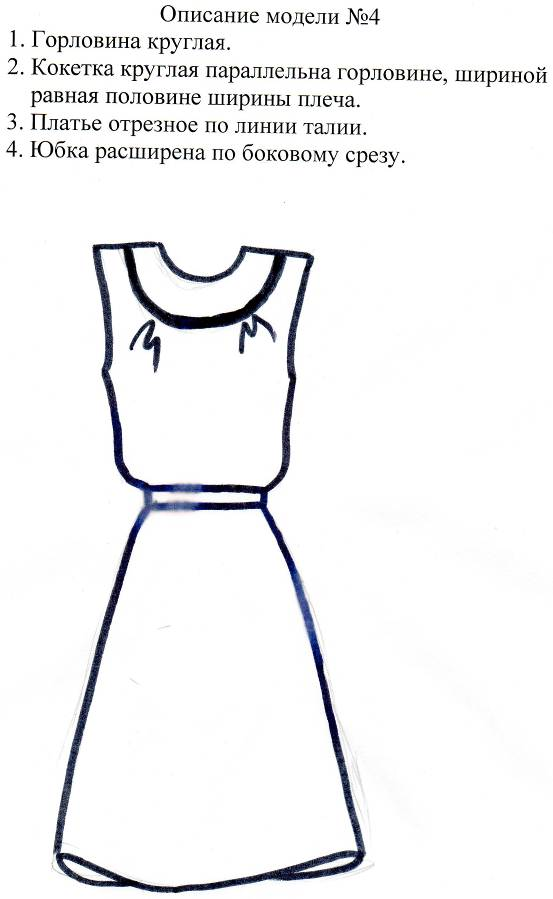 Описание модели №4
1. Горловина круглая.
2. Кокетка круглая параллельна горловине, шириной
равная половине ширины плеча.
3. Платье отрезное по линии талии.
4. Юбка расширена по боковому срезу.